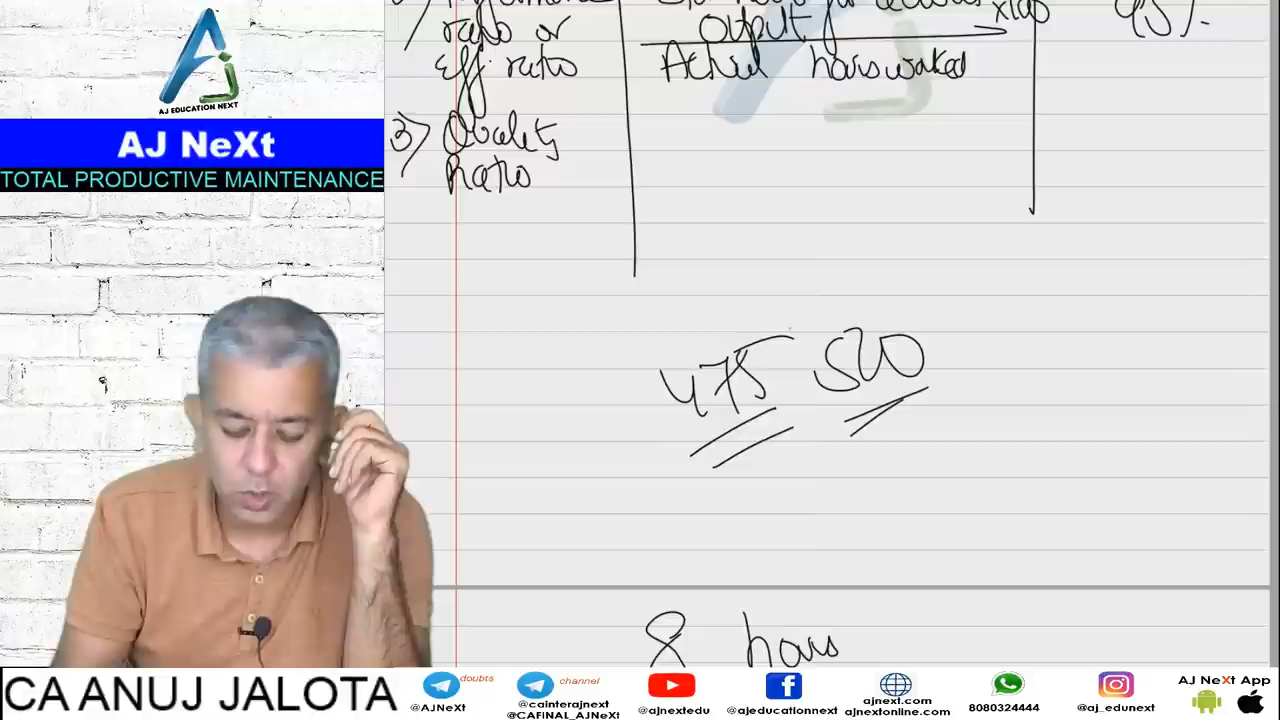 AJ EDUCATION NEXT
AJ NeXt
TOTAL PRODUCTIVE MAINTENANCE
ratio or
Eff. ratio
output x100
Actual hours worked
95%
3) Quality
Ratio
475 500
8 hours
CA ANUJ JALOTA
doubts
@AJNeXt
channel
@cainterajnext
@CAFINAL_AJNeXt
@ajnextedu
@ajeducationnext
ajnext.com
ajnextonline.com
8080324444
@aj_edunext
AJ NeXt App